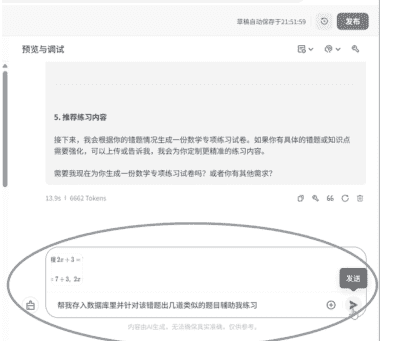 草稿自动保存于21:51:59
发布
预览与调试
5. 推荐练习内容
接下来，我会根据你的错题情况生成一份数学专项练习试卷。如果你有具体的错题或知识点
需要强化，可以上传或告诉我，我会为你定制更精准的练习内容。
需要我现在为你生成一份数学专项练习试卷吗？或者你有其他需求？
13.9s | 6662 Tokens
2x + 3 =
7 + 3, 2x
发送
帮我存入数据库里并针对该错题出几道类似的题目辅助我练习
内容由AI生成，无法确保真实准确，仅供参考。